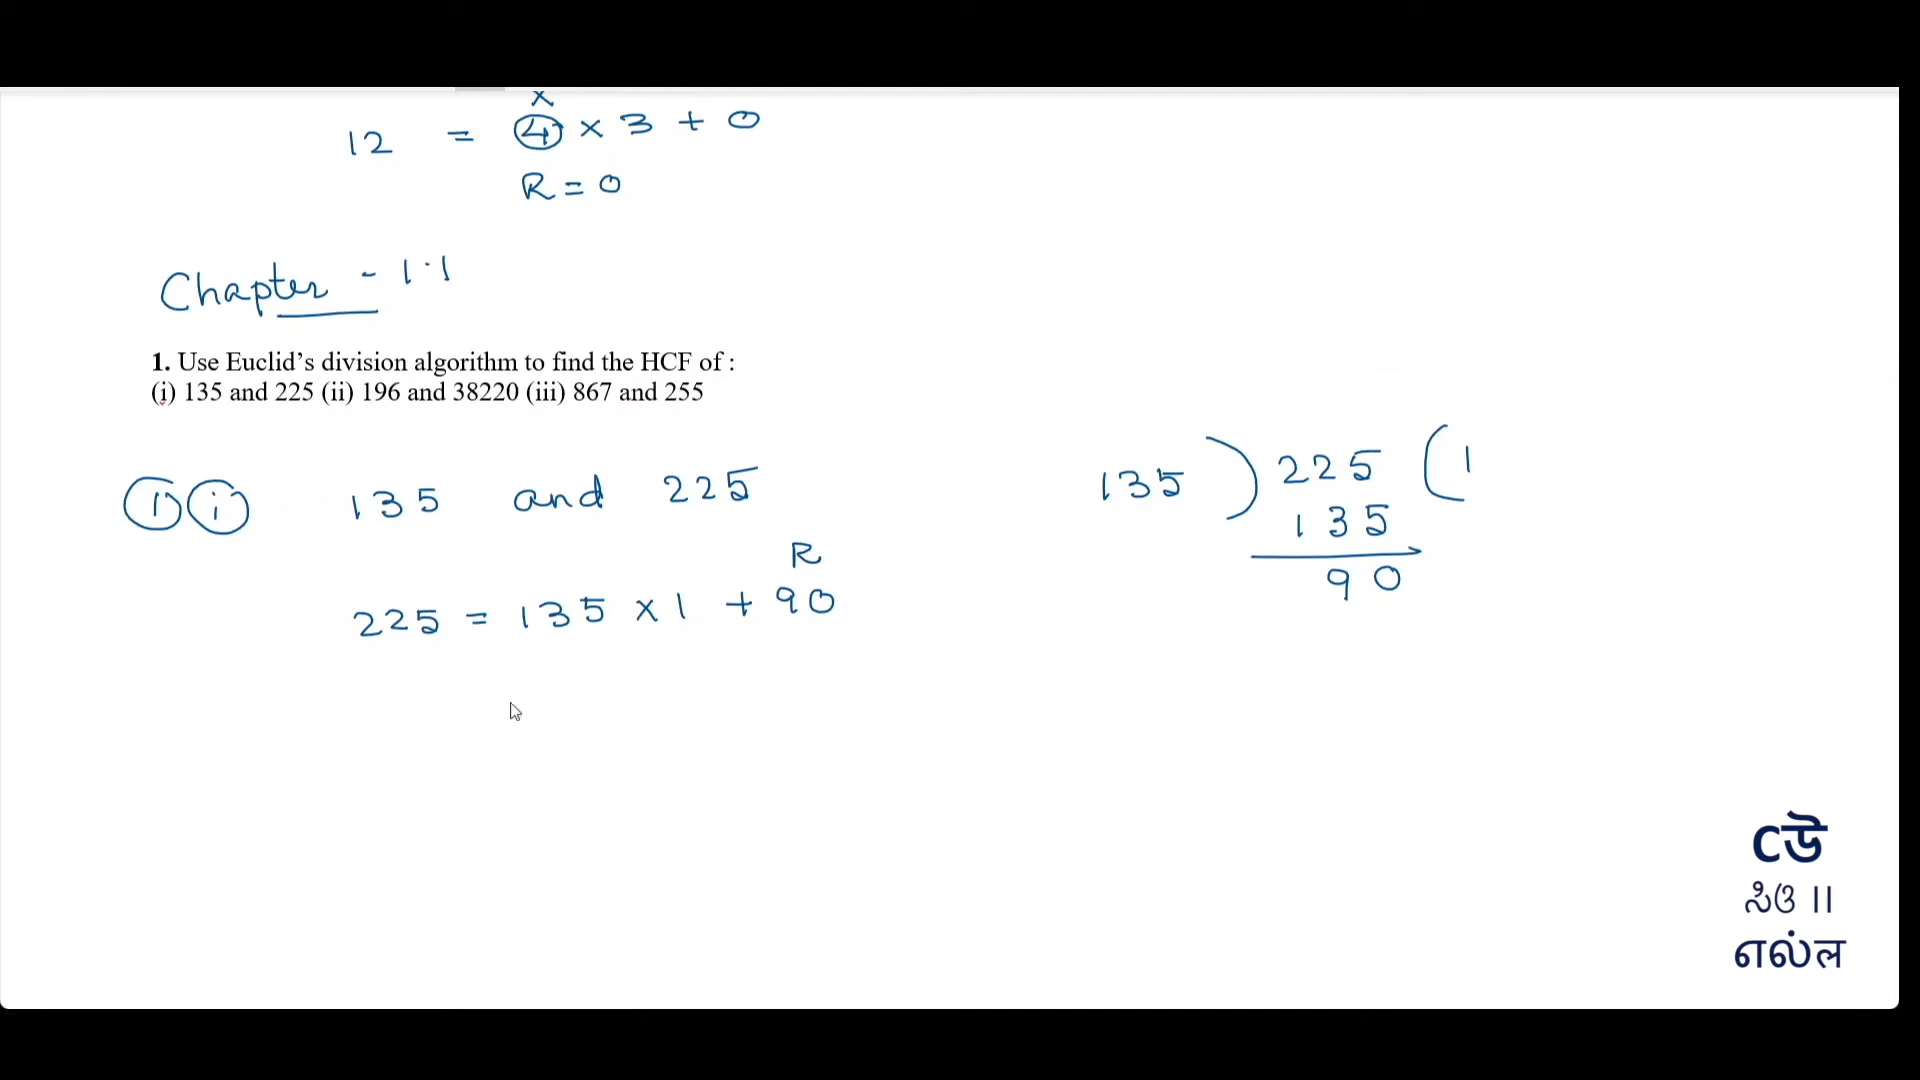 x
12 = 4 × 3 + 0
R = 0
Chapter - 1.1
1. Use Euclid’s division algorithm to find the HCF of :
(i) 135 and 225 (ii) 196 and 38220 (iii) 867 and 255
1 i 135 and 225
R
225 = 135 × 1 + 90
135 ) 225 ( 1
135
90
Cউ
ಸಿಡಿ ॥